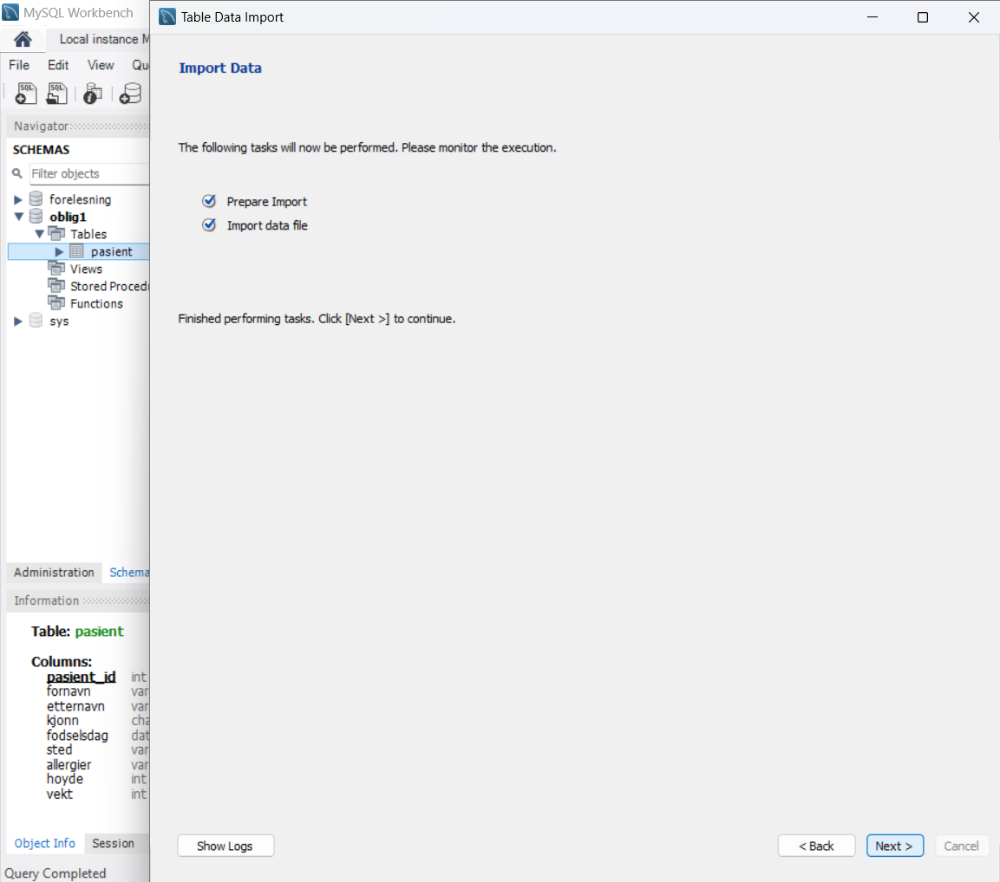 MySQL Workbench
Table Data Import
Local instance M
File Edit View Qu
SQL SQL
Navigator
SCHEMAS
Filter objects
forelesning
oblig1
Tables
pasient
Views
Stored Procedu
Functions
sys
Administration Schema
Information
Table: pasient
Columns:
pasient_id int
fornavn var
etternavn var
kjonn cha
fodselsdag dat
sted var
allergier var
hoyde int
vekt int
Object Info Session
Query Completed
Import Data
The following tasks will now be performed. Please monitor the execution.
Prepare Import
Import data file
Finished performing tasks. Click [Next >] to continue.
Show Logs < Back Next > Cancel